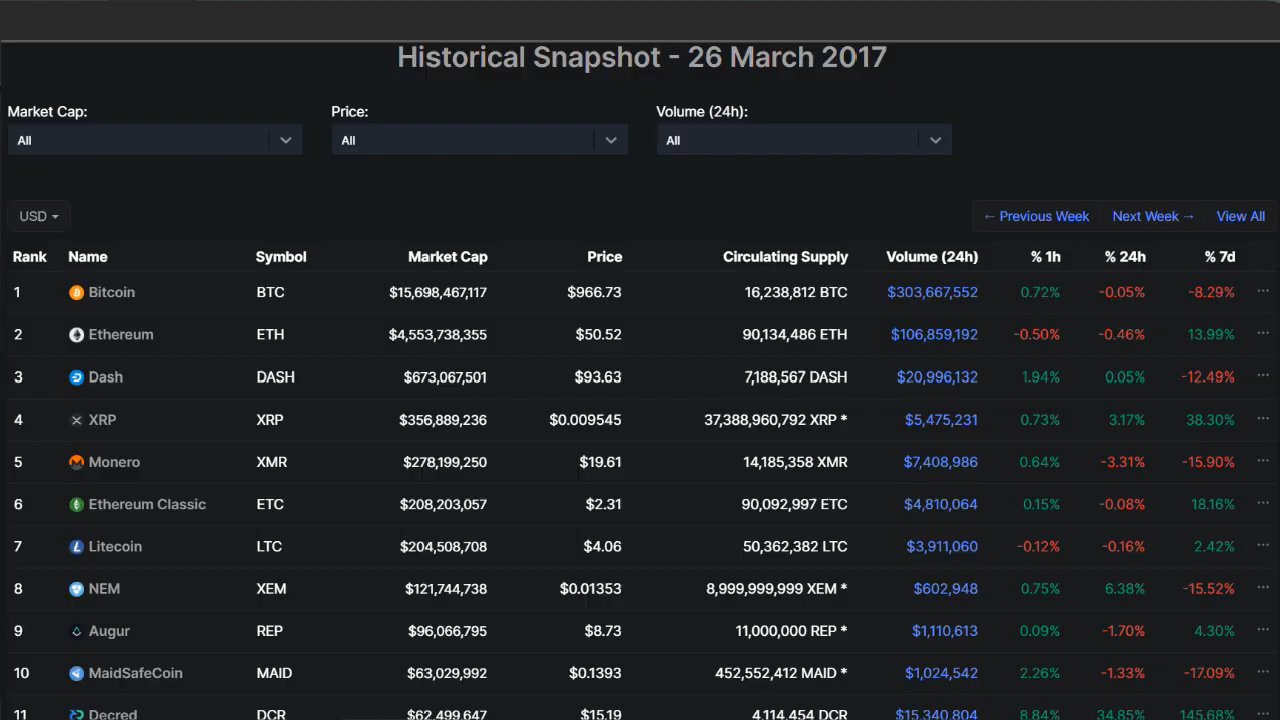 Historical Snapshot - 26 March 2017
Market Cap: Price: Volume (24h):
All All All
USD ← Previous Week Next Week → View All
Rank Name Symbol Market Cap Price Circulating Supply Volume (24h) % 1h % 24h % 7d
1 Bitcoin BTC $15,698,467,117 $966.73 16,238,812 BTC $303,667,552 0.72% -0.05% -8.29% ...
2 Ethereum ETH $4,553,738,355 $50.52 90,134,486 ETH $106,859,192 -0.50% -0.46% 13.99% ...
3 Dash DASH $673,067,501 $93.63 7,188,567 DASH $20,996,132 1.94% 0.05% -12.49% ...
4 XRP XRP $356,889,236 $0.009545 37,388,960,792 XRP * $5,475,231 0.73% 3.17% 38.30% ...
5 Monero XMR $278,199,250 $19.61 14,185,358 XMR $7,408,986 0.64% -3.31% -15.90% ...
6 Ethereum Classic ETC $208,203,057 $2.31 90,092,997 ETC $4,810,064 0.15% -0.08% 18.16% ...
7 Litecoin LTC $204,508,708 $4.06 50,362,382 LTC $3,911,060 -0.12% -0.16% 2.42% ...
8 NEM XEM $121,744,738 $0.01353 8,999,999,999 XEM * $602,948 0.75% 6.38% -15.52% ...
9 Augur REP $96,066,795 $8.73 11,000,000 REP * $1,110,613 0.09% -1.70% 4.30% ...
10 MaidSafeCoin MAID $63,029,992 $0.1393 452,552,412 MAID * $1,024,542 2.26% -1.33% -17.09% ...
11 Decred DCR $62,499,647 $15.19 4,114,454 DCR $15,340,804 8.84% 34.85% 145.68% ...